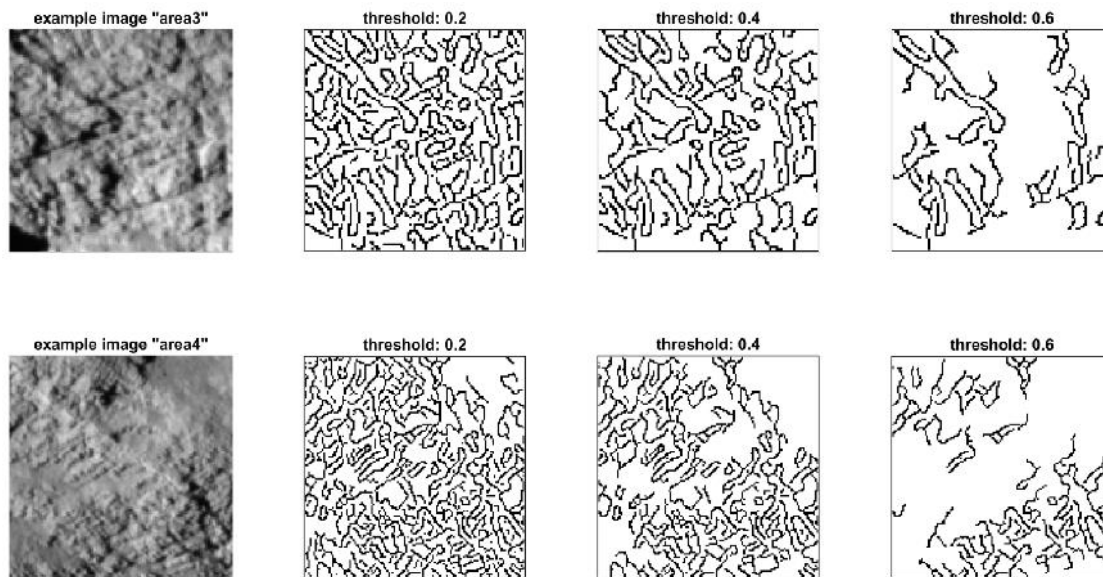 example image "area3"
threshold: 0.2
threshold: 0.4
threshold: 0.6
example image "area4"
threshold: 0.2
threshold: 0.4
threshold: 0.6